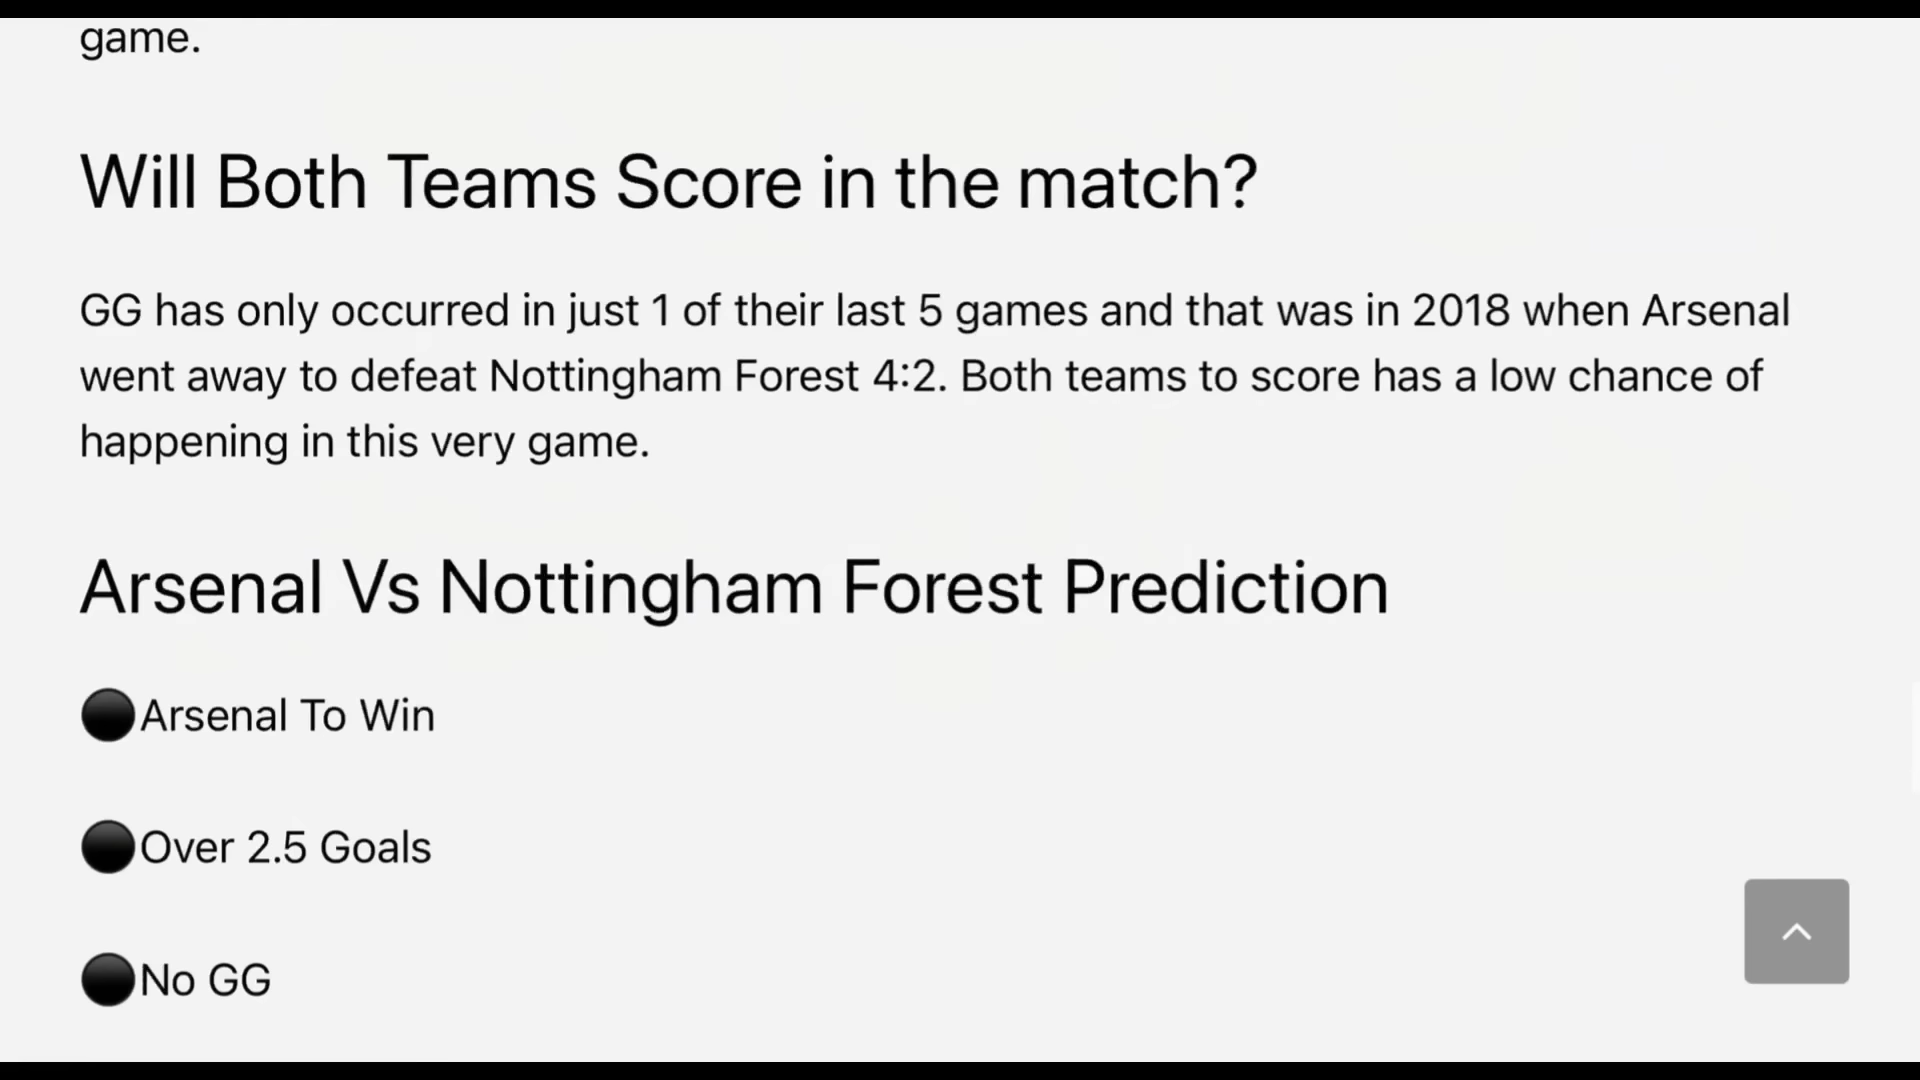 game.
Will Both Teams Score in the match?
GG has only occurred in just 1 of their last 5 games and that was in 2018 when Arsenal
went away to defeat Nottingham Forest 4:2. Both teams to score has a low chance of
happening in this very game.
Arsenal Vs Nottingham Forest Prediction
⚫Arsenal To Win
⚫Over 2.5 Goals
⚫No GG